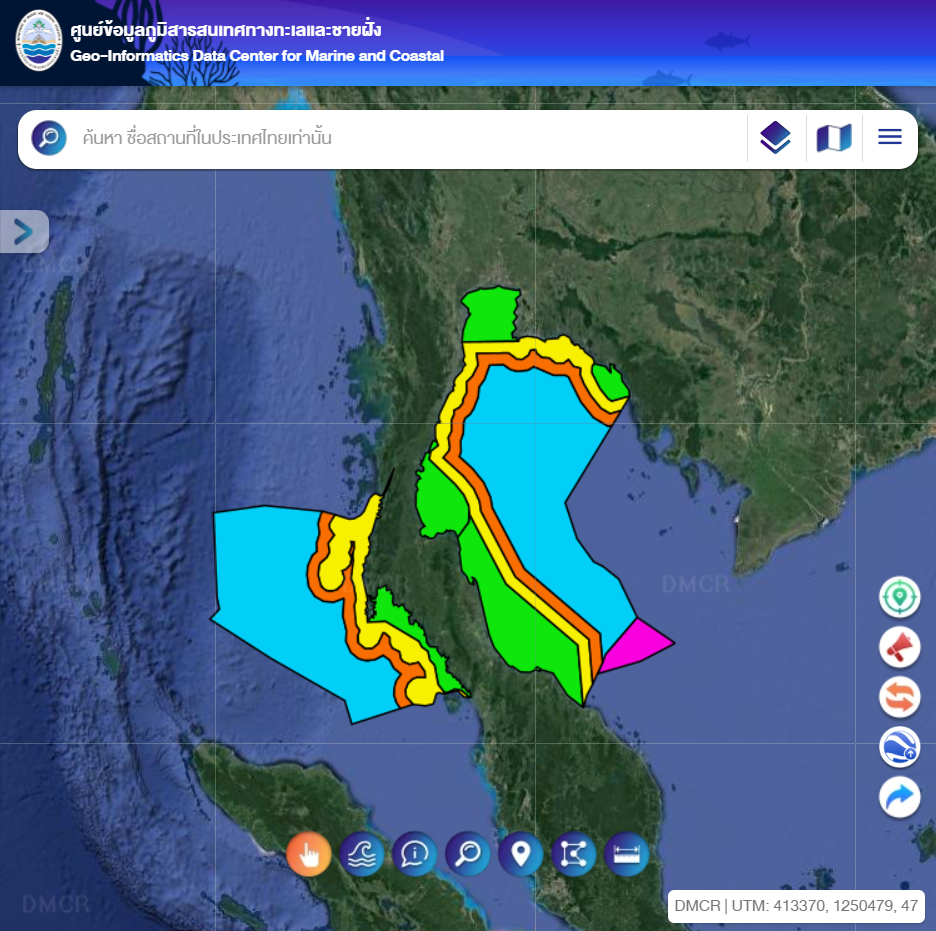 ศูนย์ข้อมูลภูมิสารสนเทศทางทะเลและชายฝั่ง
Geo-Informatics Data Center for Marine and Coastal
ค้นหา ชื่อสถานที่ในประเทศไทยเท่านั้น
DMCR
DMCR
DMCR | UTM: 413370, 1250479, 47